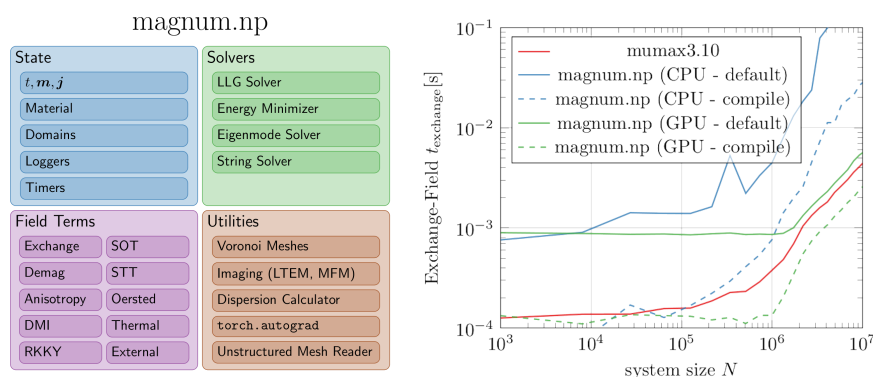 magnum.np
State
t, m, j
Material
Domains
Loggers
Timers
Solvers
LLG Solver
Energy Minimizer
Eigenmode Solver
String Solver
Field Terms
Exchange SOT
Demag STT
Anisotropy Oersted
DMI Thermal
RKKY External
Utilities
Voronoi Meshes
Imaging (LTEM, MFM)
Dispersion Calculator
torch.autograd
Unstructured Mesh Reader
Exchange-Field t_exchange[s]
10^-1
10^-2
10^-3
10^-4
mumax3.10
magnum.np (CPU - default)
magnum.np (CPU - compile)
magnum.np (GPU - default)
magnum.np (GPU - compile)
10^3 10^4 10^5 10^6 10^7
system size N